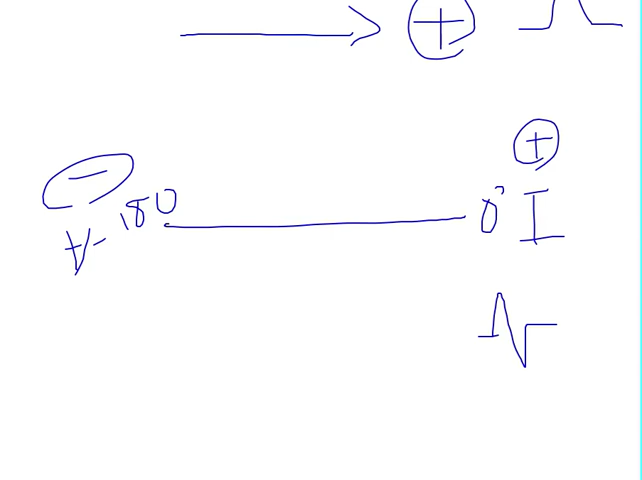 +
+
-
+-180 0° I